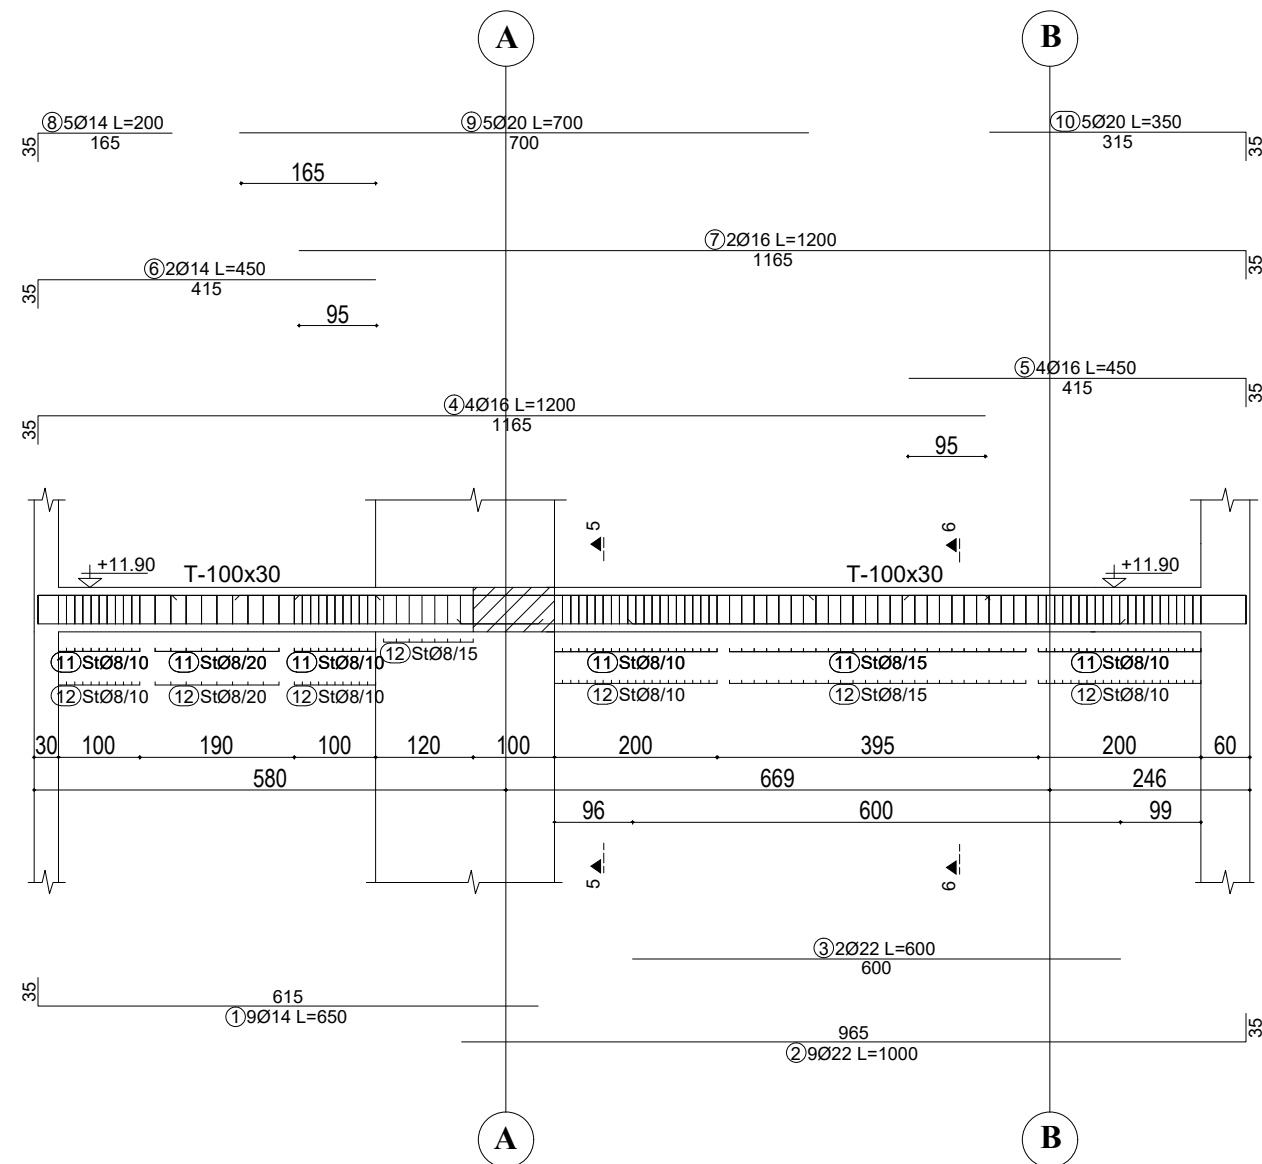 A
B
⑧5Ø14 L=200
165
35
⑨5Ø20 L=700
700
⑩5Ø20 L=350
315
35
165
⑦2Ø16 L=1200
1165
35
⑥2Ø14 L=450
415
35
95
⑤4Ø16 L=450
415
35
④4Ø16 L=1200
1165
35
95
5
6
+11.90
T-100x30
T-100x30
+11.90
⑪StØ8/10
⑪StØ8/20
⑪StØ8/10
⑫StØ8/15
⑪StØ8/10
⑪StØ8/15
⑪StØ8/10
⑫StØ8/10
⑫StØ8/20
⑫StØ8/10
⑫StØ8/10
⑫StØ8/15
⑫StØ8/10
30 100 190 100 120 100 200 395 200 60
580 669 246
96 600 99
5
6
③2Ø22 L=600
600
35
615
①9Ø14 L=650
965
②9Ø22 L=1000
35
A
B